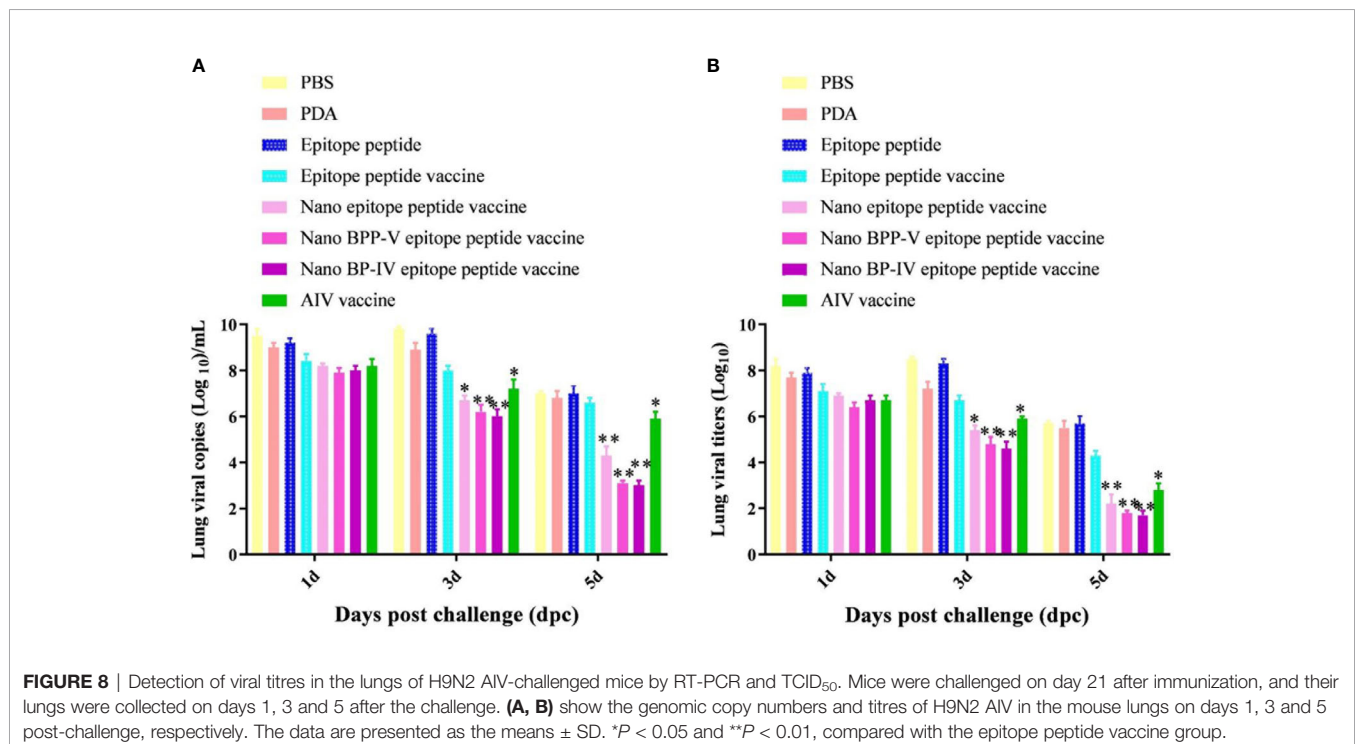 A
PBS
PDA
Epitope peptide
Epitope peptide vaccine
Nano epitope peptide vaccine
Nano BPP-V epitope peptide vaccine
Nano BP-IV epitope peptide vaccine
AIV vaccine
Lung viral copies (Log 10)/mL
10
8
6
4
2
0
* ** ** *
** ** ** *
1d 3d 5d
Days post challenge (dpc)
B
PBS
PDA
Epitope peptide
Epitope peptide vaccine
Nano epitope peptide vaccine
Nano BPP-V epitope peptide vaccine
Nano BP-IV epitope peptide vaccine
AIV vaccine
Lung viral titers (Log10)
10
8
6
4
2
0
* ** ** *
** ** ** *
1d 3d 5d
Days post challenge (dpc)
FIGURE 8 | Detection of viral titres in the lungs of H9N2 AIV-challenged mice by RT-PCR and TCID50. Mice were challenged on day 21 after immunization, and their
lungs were collected on days 1, 3 and 5 after the challenge. (A, B) show the genomic copy numbers and titres of H9N2 AIV in the mouse lungs on days 1, 3 and 5
post-challenge, respectively. The data are presented as the means ± SD. *P < 0.05 and **P < 0.01, compared with the epitope peptide vaccine group.